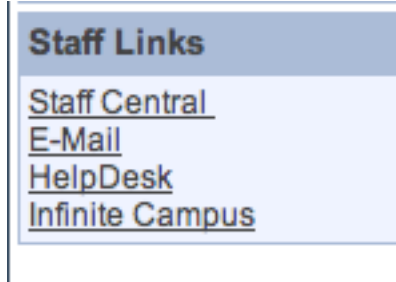 Staff Links
Staff Central
E-Mail
HelpDesk
Infinite Campus